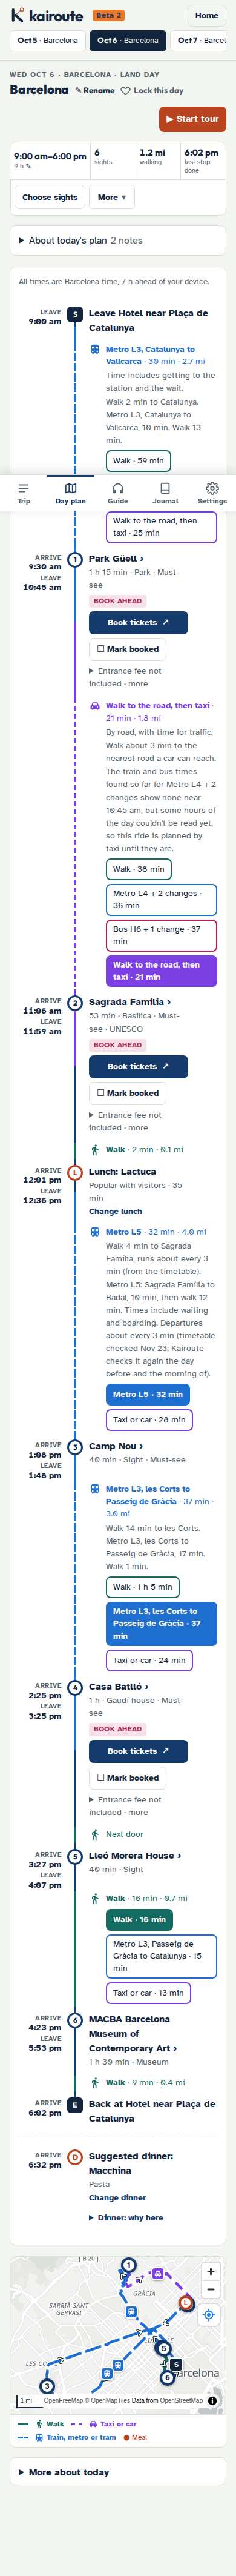 kairoute Beta 2 Home
Oct 5 · Barcelona Oct 6 · Barcelona Oct 7 · Barcel
WED OCT 6 · BARCELONA · LAND DAY
Barcelona ✎ Rename ♡ Lock this day
▶ Start tour
9:00 am–6:00 pm
9 h ✎
6
sights
1.2 mi
walking
6:02 pm
last stop
done
Choose sights More ▾
▶ About today's plan 2 notes
All times are Barcelona time, 7 h ahead of your device.
LEAVE
9:00 am
S
Leave Hotel near Plaça de
Catalunya
Metro L3, Catalunya to
Vallcarca · 30 min · 2.7 mi
Time includes getting to the
station and the wait.
Walk 2 min to Catalunya.
Metro L3, Catalunya to
Vallcarca, 10 min. Walk 13
min.
Walk · 59 min
Trip Day plan Guide Journal Settings
Walk to the road, then
taxi · 25 min
ARRIVE
9:30 am
LEAVE
10:45 am
1
Park Güell ›
1 h 15 min · Park · Must-
see
BOOK AHEAD
Book tickets ↗
☐ Mark booked
▶ Entrance fee not
included · more
Walk to the road, then taxi ·
21 min · 1.8 mi
By road, with time for traffic.
Walk about 3 min to the
nearest road a car can reach.
The train and bus times
found so far for Metro L4 + 2
changes show none near
10:45 am, but some hours of
the day couldn't be read yet,
so this ride is planned by
taxi until they are.
Walk · 38 min
Metro L4 + 2 changes ·
36 min
Bus H6 + 1 change · 37
min
Walk to the road, then
taxi · 21 min
ARRIVE
11:06 am
LEAVE
11:59 am
2
Sagrada Família ›
53 min · Basilica · Must-
see · UNESCO
BOOK AHEAD
Book tickets ↗
☐ Mark booked
▶ Entrance fee not
included · more
Walk · 2 min · 0.1 mi
ARRIVE
12:01 pm
LEAVE
12:36 pm
L
Lunch: Lactuca
Popular with visitors · 35
min
Change lunch
Metro L5 · 32 min · 4.0 mi
Walk 4 min to Sagrada
Família, runs about every 3
min (from the timetable).
Metro L5: Sagrada Família to
Badal, 10 min, then walk 12
min. Times include waiting
and boarding. Departures
about every 3 min (timetable
checked Nov 23; Kairoute
checks it again the day
before and the morning of).
Metro L5 · 32 min
Taxi or car · 28 min
ARRIVE
1:08 pm
LEAVE
1:48 pm
3
Camp Nou ›
40 min · Sight · Must-see
Metro L3, les Corts to
Passeig de Gràcia · 37 min ·
3.0 mi
Walk 14 min to les Corts.
Metro L3, les Corts to
Passeig de Gràcia, 17 min.
Walk 1 min.
Walk · 1 h 5 min
Metro L3, les Corts to
Passeig de Gràcia · 37
min
Taxi or car · 24 min
ARRIVE
2:25 pm
LEAVE
3:25 pm
4
Casa Batlló ›
1 h · Gaudí house · Must-
see
BOOK AHEAD
Book tickets ↗
☐ Mark booked
▶ Entrance fee not
included · more
Next door
ARRIVE
3:27 pm
LEAVE
4:07 pm
5
Lleó Morera House ›
40 min · Sight
Walk · 16 min · 0.7 mi
Walk · 16 min
Metro L3, Passeig de
Gràcia to Catalunya · 15
min
Taxi or car · 13 min
ARRIVE
4:23 pm
LEAVE
5:53 pm
6
MACBA Barcelona
Museum of
Contemporary Art ›
1 h 30 min · Museum
Walk · 9 min · 0.4 mi
ARRIVE
6:02 pm
E
Back at Hotel near Plaça de
Catalunya
ARRIVE
6:32 pm
D
Suggested dinner:
Macchina
Pasta
Change dinner
▶ Dinner: why here
1
GRÀCIA
SARRIÀ-SANT
GERVASI
L
5
S
6
3
arcelona
LES CO
+
−
1 mi OpenFreeMap © OpenMapTiles Data from OpenStreetMap
Walk Taxi or car
Train, metro or tram Meal
▶ More about today